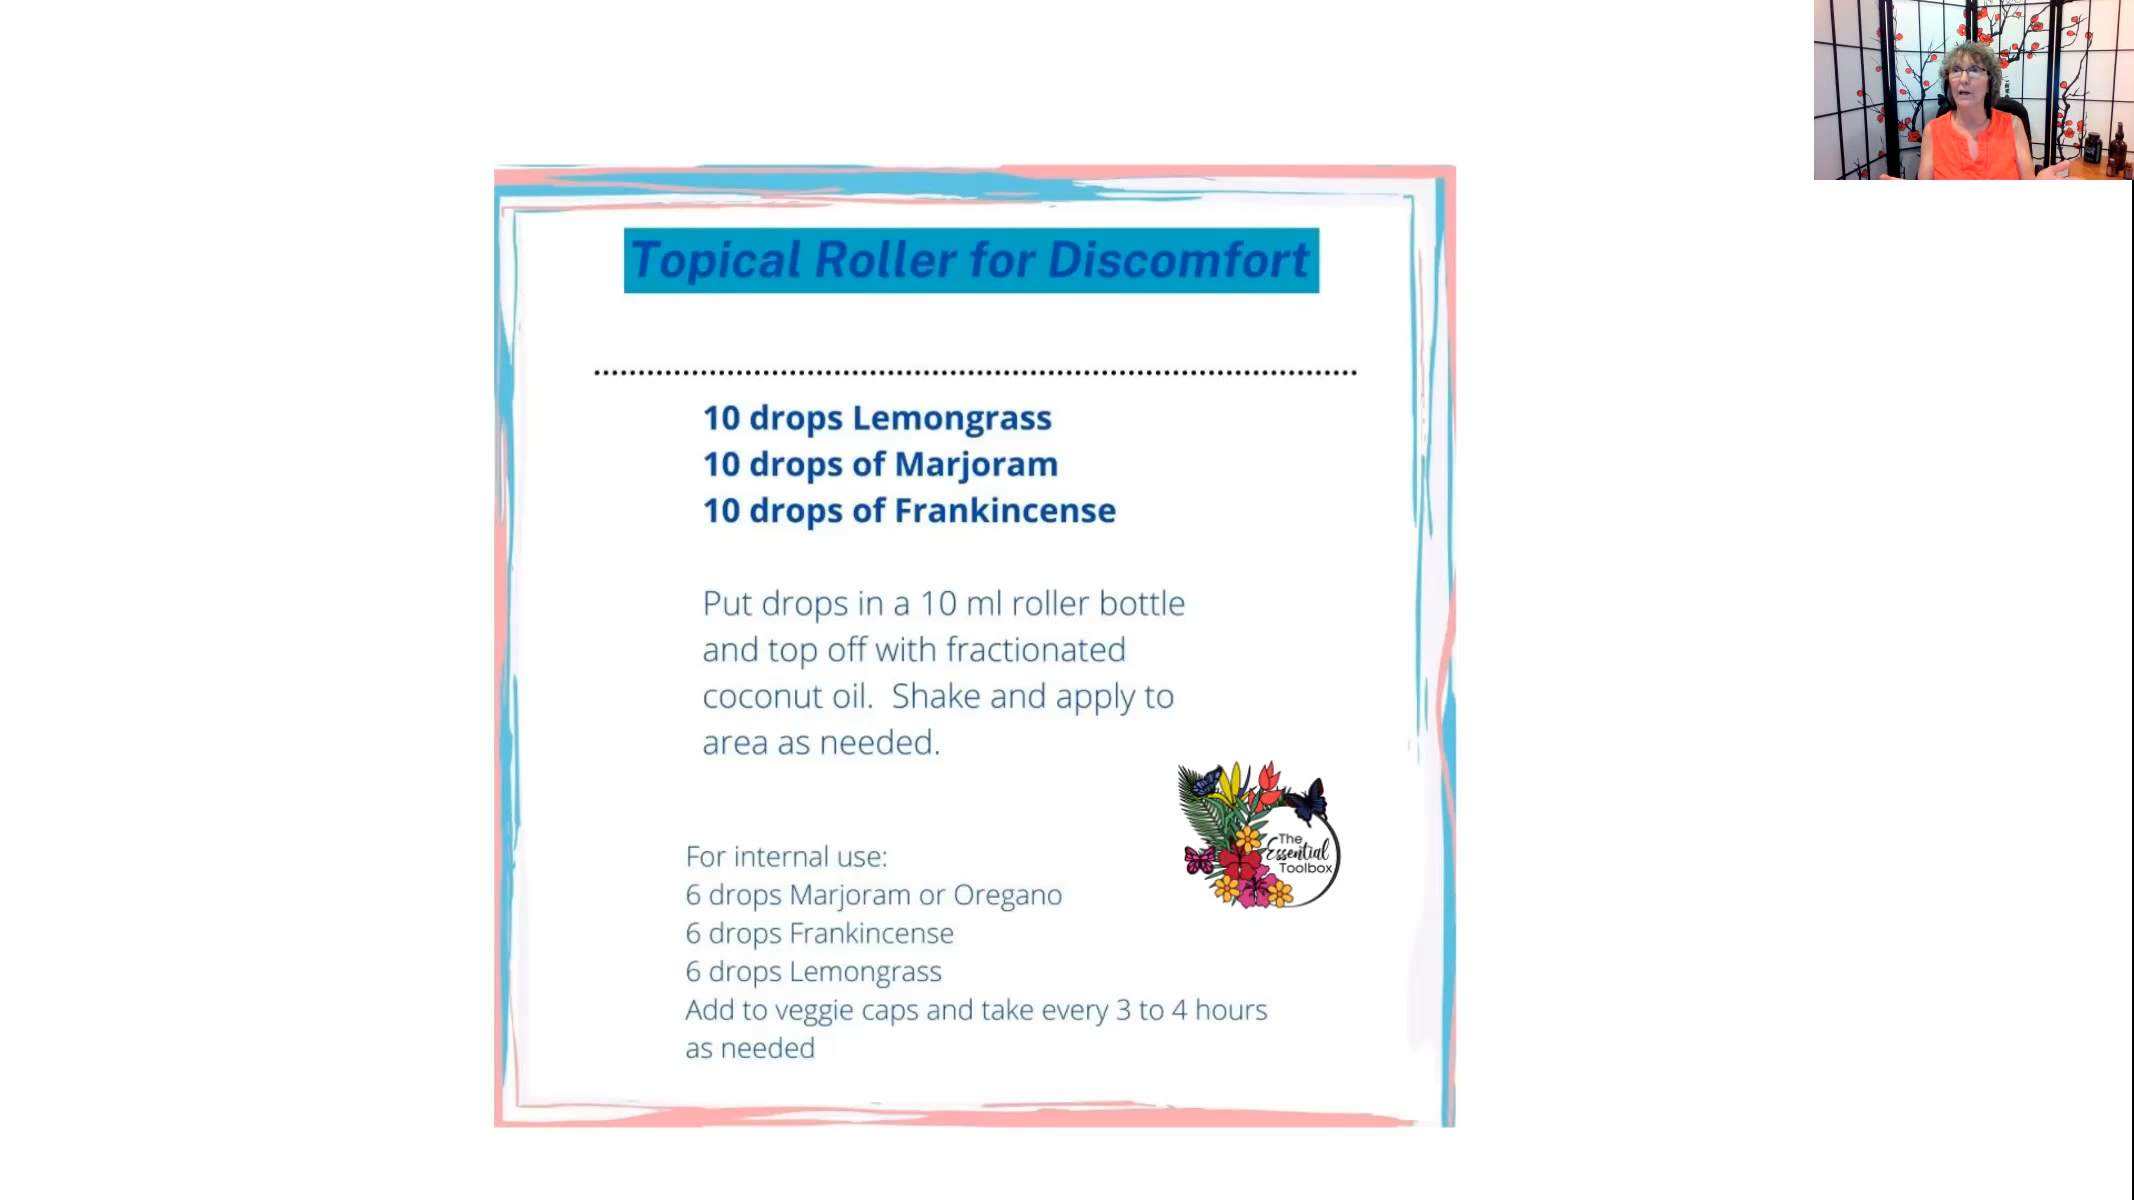 Topical Roller for Discomfort
10 drops Lemongrass
10 drops of Marjoram
10 drops of Frankincense
Put drops in a 10 ml roller bottle
and top off with fractionated
coconut oil.  Shake and apply to
area as needed.
The
Essential
Toolbox
For internal use:
6 drops Marjoram or Oregano
6 drops Frankincense
6 drops Lemongrass
Add to veggie caps and take every 3 to 4 hours
as needed